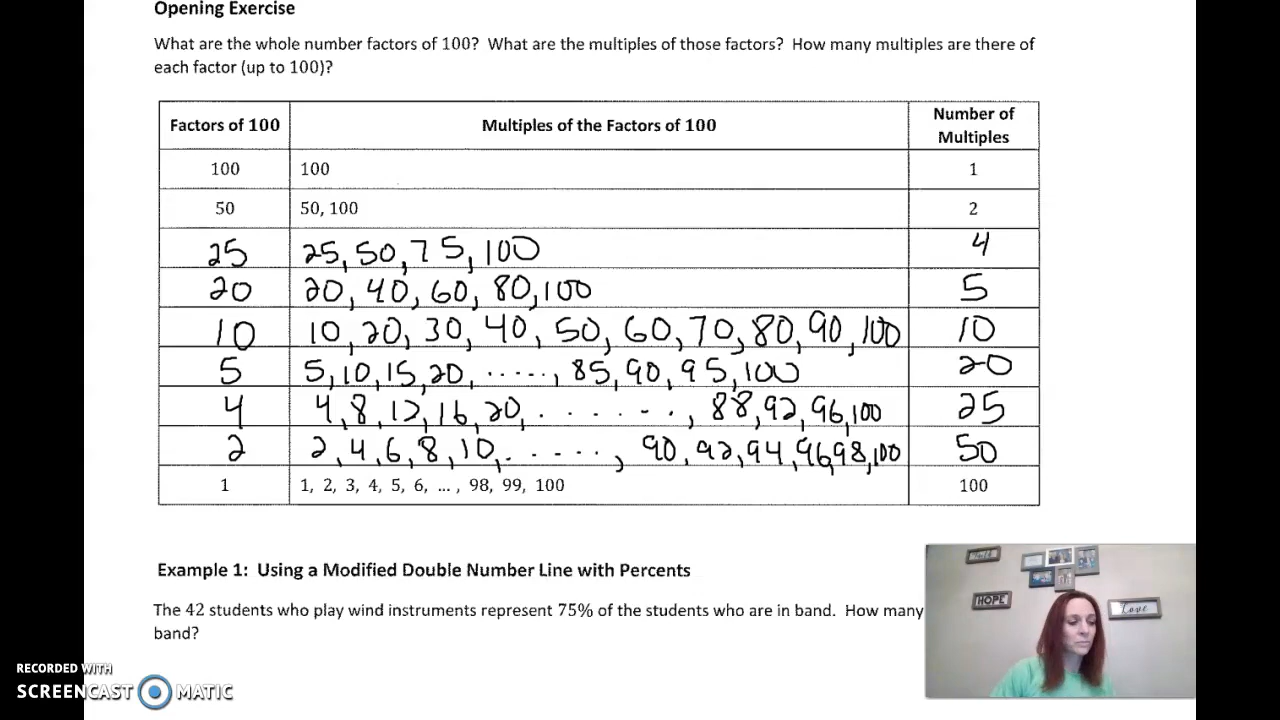 Opening Exercise
What are the whole number factors of 100? What are the multiples of those factors? How many multiples are there of
each factor (up to 100)?
Factors of 100 Multiples of the Factors of 100 Number of Multiples
100 100 1
50 50, 100 2
25 25, 50, 75, 100 4
20 20, 40, 60, 80, 100 5
10 10, 20, 30, 40, 50, 60, 70, 80, 90, 100 10
5 5, 10, 15, 20, ....., 85, 90, 95, 100 20
4 4, 8, 12, 16, 20, . . . . . . ., 88, 92, 96, 100 25
2 2, 4, 6, 8, 10, . . . . . , 90, 92, 94, 96, 98, 100 50
1 1, 2, 3, 4, 5, 6, ... , 98, 99, 100 100
Example 1: Using a Modified Double Number Line with Percents
The 42 students who play wind instruments represent 75% of the students who are in band. How many
band?
HOPE
Love
RECORDED WITH
SCREENCAST MATIC